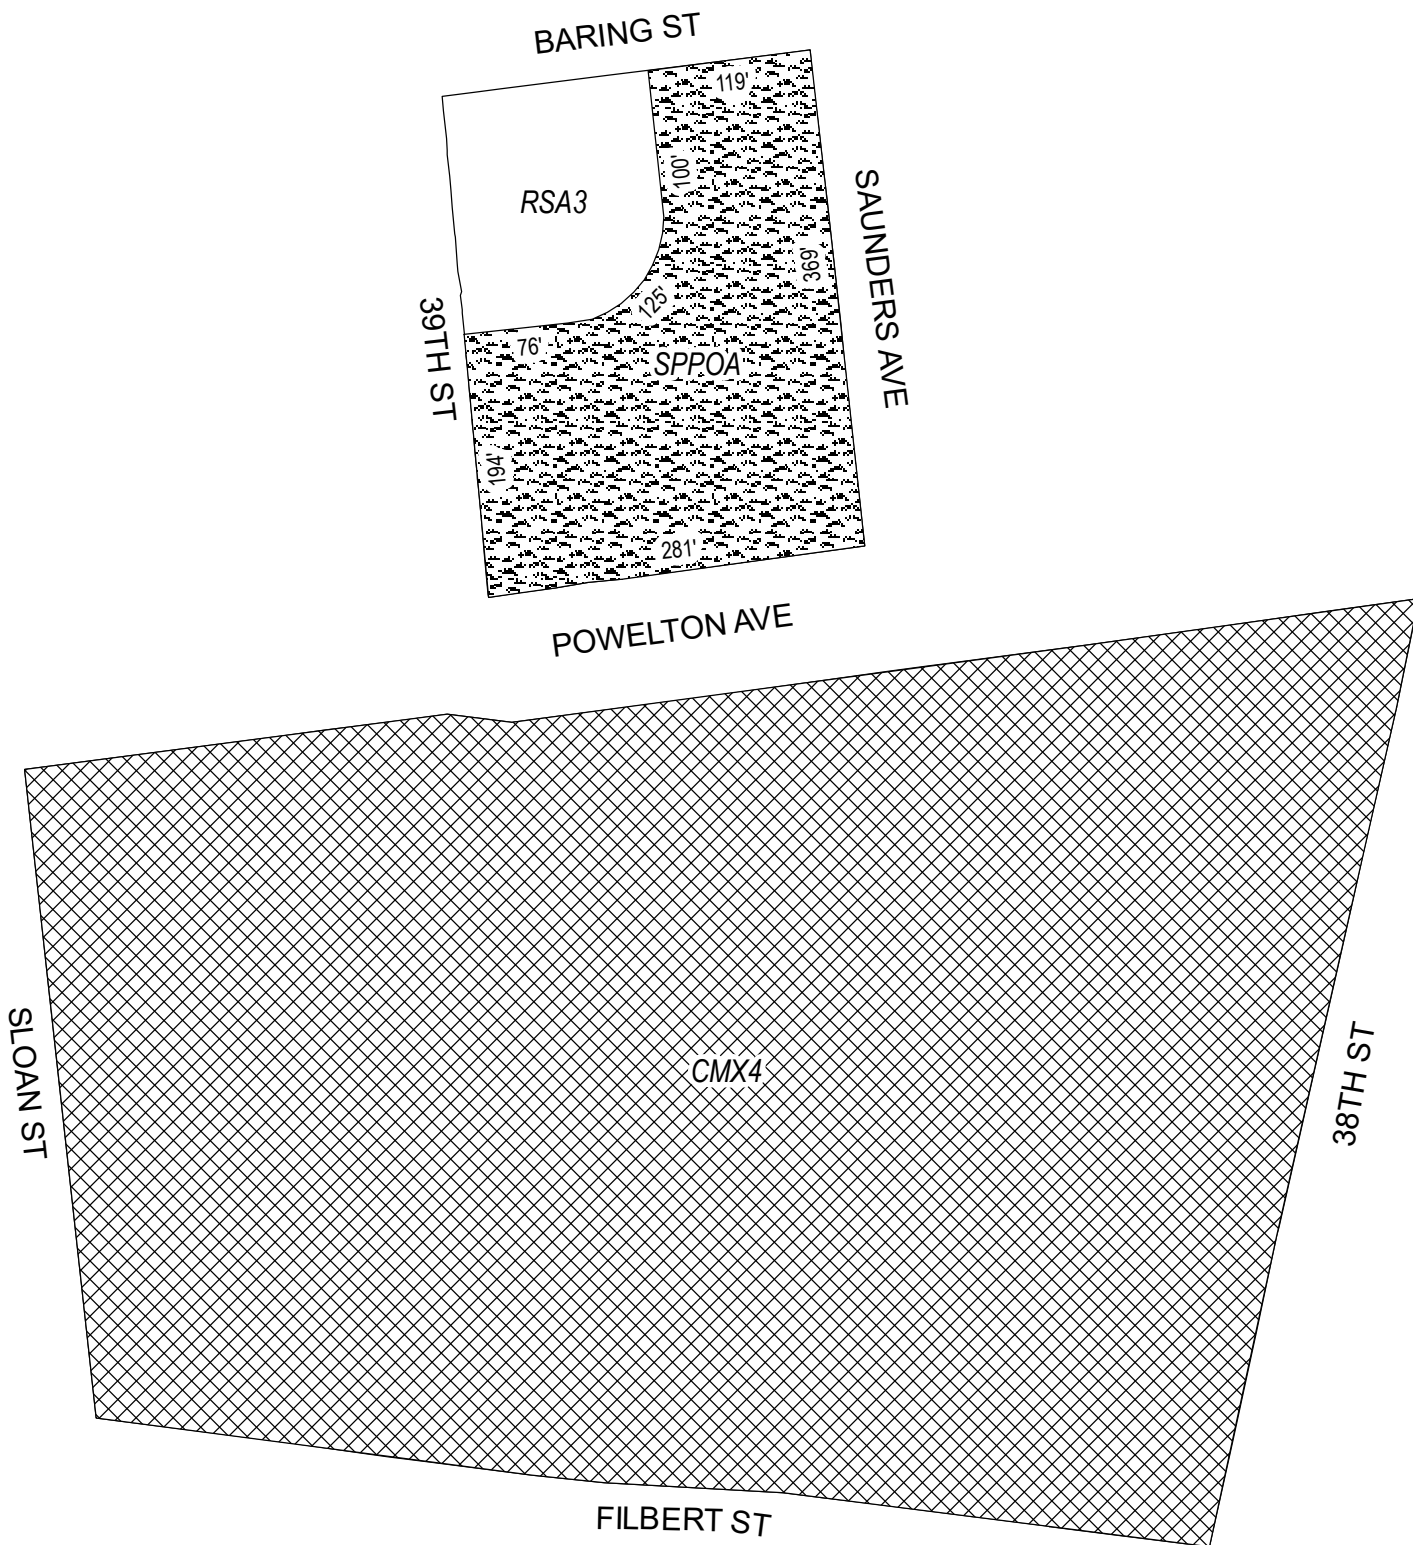 BARING ST
119'
100'
RSA3
SAUNDERS AVE
369'
125'
39TH ST
76'
SPPOA
194'
281'
POWELTON AVE
SLOAN ST
CMX4
38TH ST
FILBERT ST